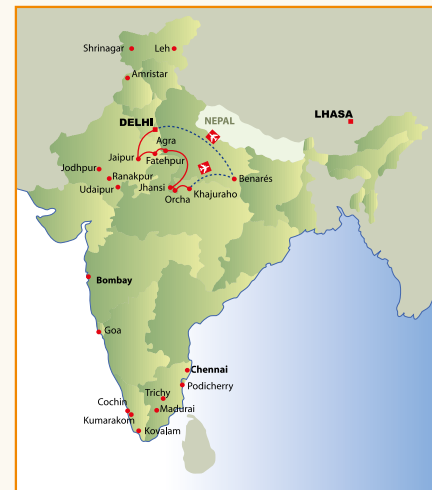 Shrinagar
Leh
Amristar
DELHI
NEPAL
LHASA
Agra
Jaipur
Fatehpur
Jodhpur
Ranakpur
Udaipur
Jhansi
Orcha
Khajuraho
Benarés
Bombay
Goa
Chennai
Podicherry
Trichy
Cochin
Madurai
Kumarakom
Kovalam